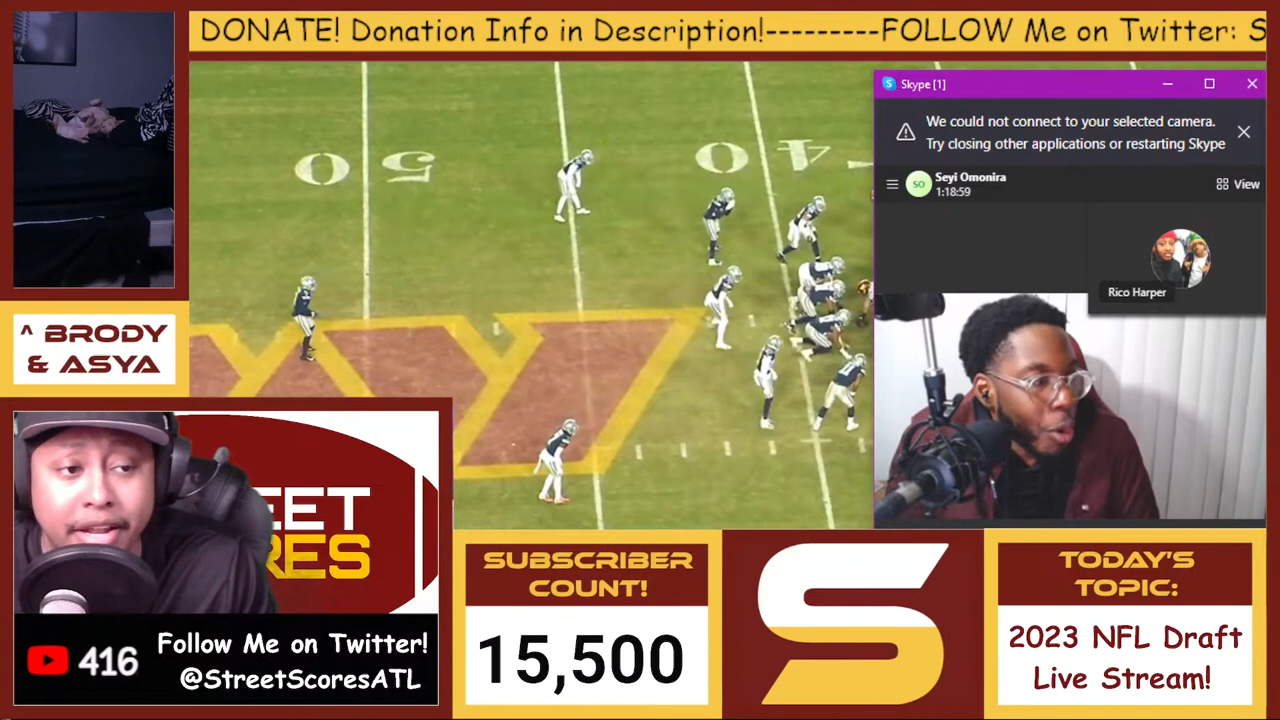 DONATE! Donation Info in Description!---------FOLLOW Me on Twitter: S
Skype [1]
We could not connect to your selected camera.
Try closing other applications or restarting Skype
SO
Seyi Omonira
1:18:59
View
Rico Harper
50
40
^ BRODY
& ASYA
EET
RES
416
Follow Me on Twitter!
@StreetScoresATL
SUBSCRIBER
COUNT!
15,500
S
TODAY'S
TOPIC:
2023 NFL Draft
Live Stream!